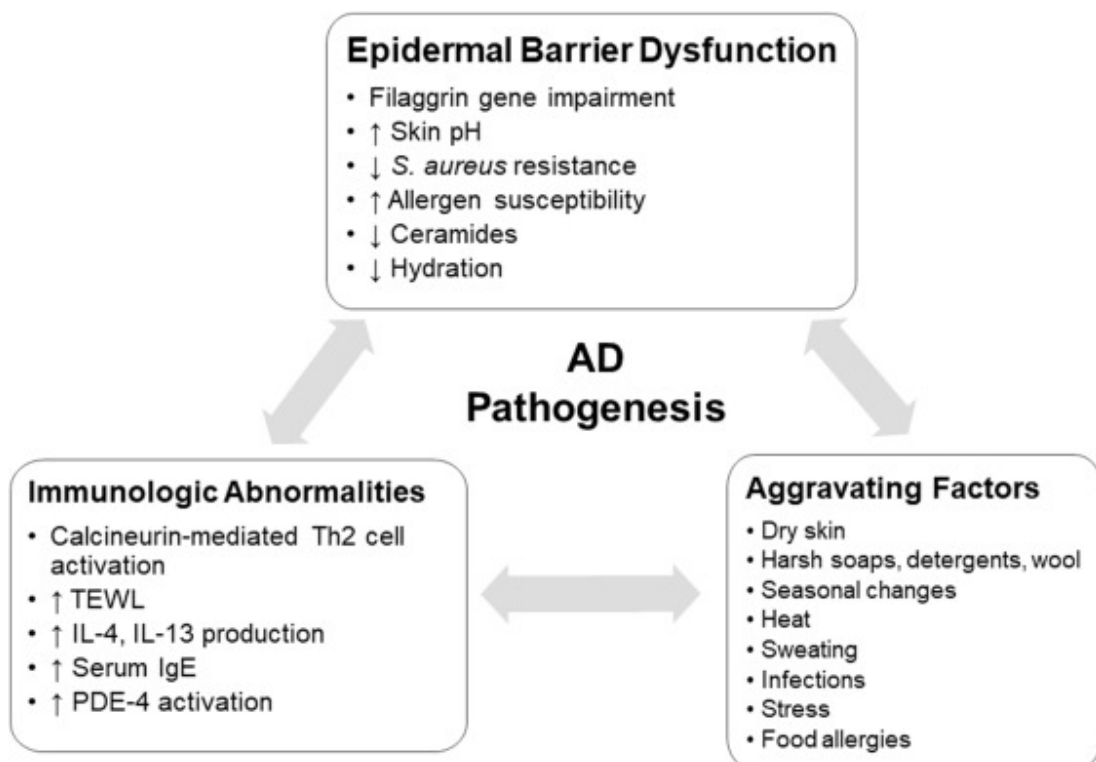 Epidermal Barrier Dysfunction
• Filaggrin gene impairment
• ↑ Skin pH
• ↓ S. aureus resistance
• ↑ Allergen susceptibility
• ↓ Ceramides
• ↓ Hydration
AD
Pathogenesis
Immunologic Abnormalities
• Calcineurin-mediated Th2 cell
activation
• ↑ TEWL
• ↑ IL-4, IL-13 production
• ↑ Serum IgE
• ↑ PDE-4 activation
Aggravating Factors
• Dry skin
• Harsh soaps, detergents, wool
• Seasonal changes
• Heat
• Sweating
• Infections
• Stress
• Food allergies